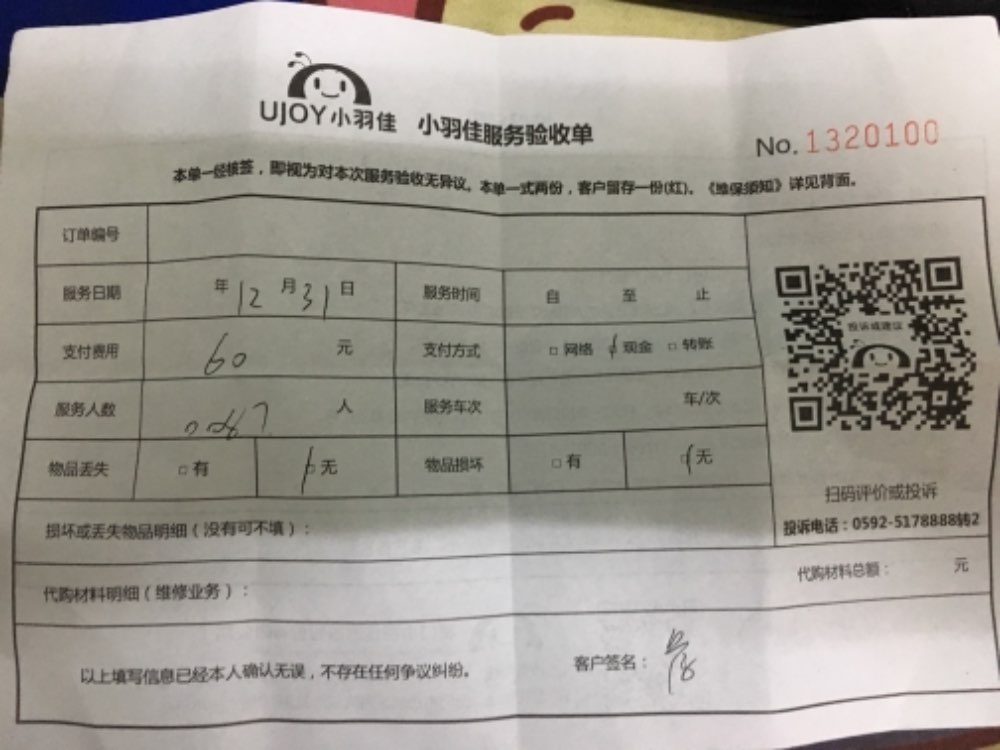 UJOY小羽佳 小羽佳服务验收单
No. 1320100
本单一经核签，即视为对本次服务验收无异议。本单一式两份，客户留存一份(红)。《维保须知》详见背面。
订单编号
服务日期 年 12 月 31 日 服务时间 自 至 止
支付费用 60 元 支付方式 □ 网络 □ 现金 □ 转账
服务人数 人 服务车次 车/次
物品丢失 □ 有 □ 无 物品损坏 □ 有 □ 无
投诉或建议
扫码评价或投诉
投诉电话：0592-5178888转2
损坏或丢失物品明细（没有可不填）：
代购材料明细（维修业务）： 代购材料总额： 元
以上填写信息已经本人确认无误，不存在任何争议纠纷。 客户签名：